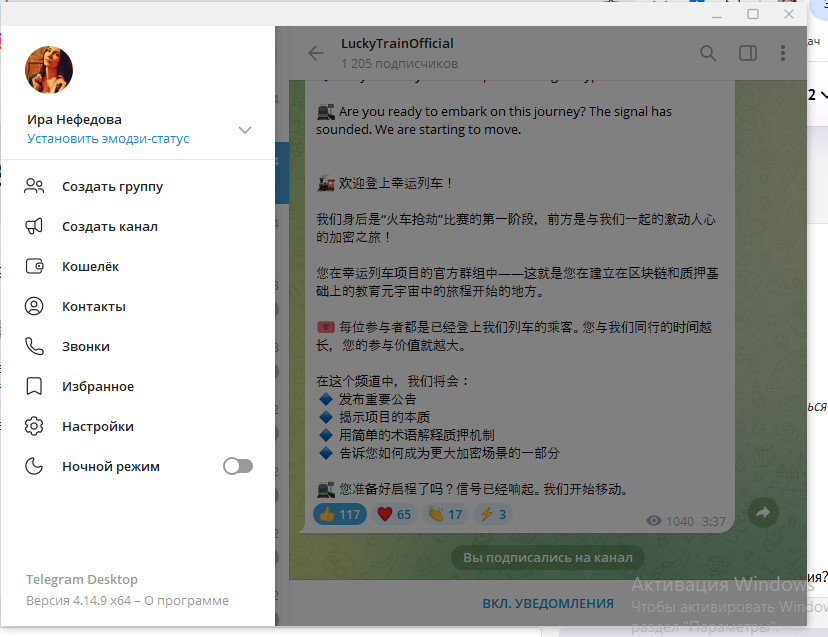 LuckyTrainOfficial
1 205 подписчиков
Ира Нефедова
Установить эмодзи-статус
Создать группу
Создать канал
Кошелёк
Контакты
Звонки
Избранное
Настройки
Ночной режим
Telegram Desktop
Версия 4.14.9 x64 – О программе
Are you ready to embark on this journey? The signal has
sounded. We are starting to move.
欢迎登上幸运列车！
我们身后是“火车抢劫”比赛的第一阶段，前方是与我们一起的激动人心
的加密之旅！
您在幸运列车项目的官方群组中——这就是您在建立在区块链和质押基
础上的教育元宇宙中的旅程开始的地方。
每位参与者都是已经登上我们列车的乘客。您与我们同行的时间越
长，您的参与价值就越大。
在这个频道中，我们将会：
发布重要公告
揭示项目的本质
用简单的术语解释质押机制
告诉您如何成为更大加密场景的一部分
您准备好启程了吗？信号已经响起。我们开始移动。
117 65 17 3
1040 3:37
Вы подписались на канал
ВКЛ. УВЕДОМЛЕНИЯ
Активация Windows
Чтобы активировать Windows
раздел "Параметры".